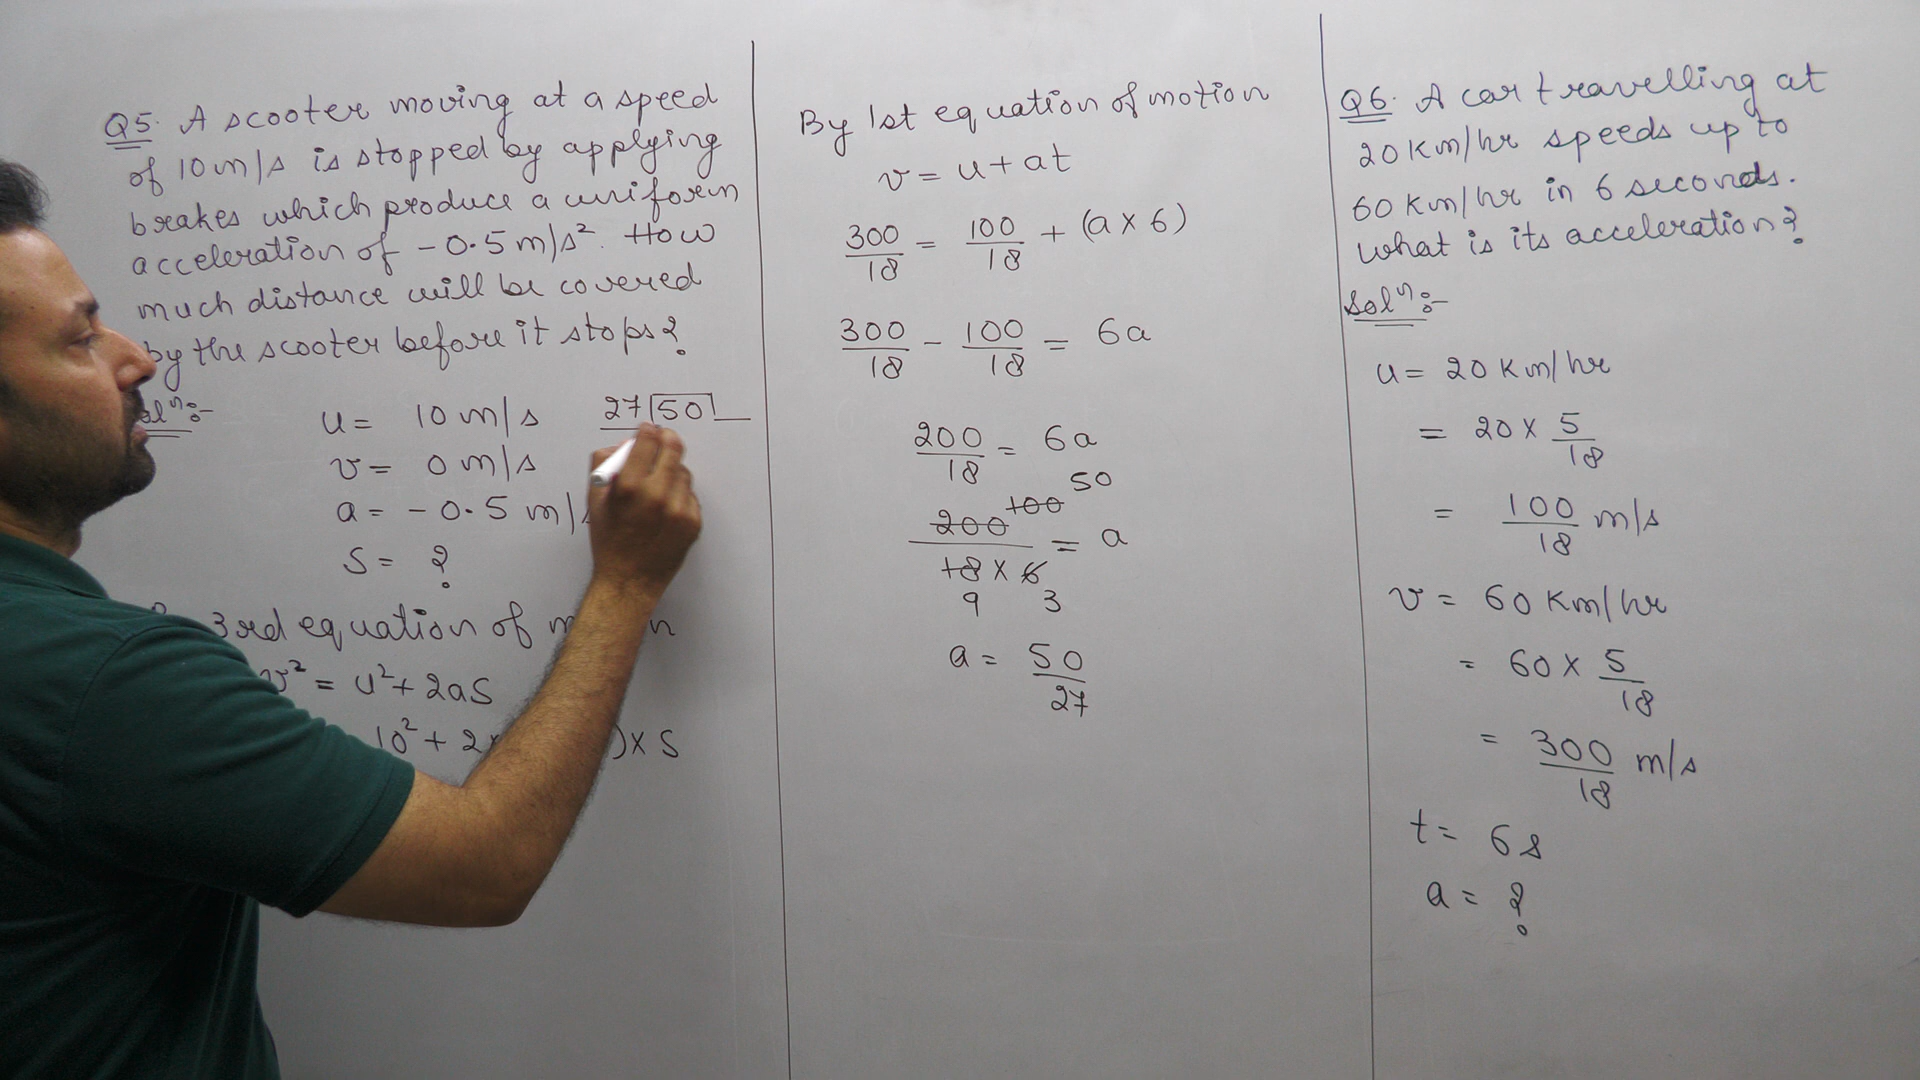 Q5. A scooter moving at a speed
of 10 m/s is stopped by applying
brakes which produce a uniform
acceleration of -0.5 m/s². How
much distance will be covered
by the scooter before it stops?
u = 10 m/s
v = 0 m/s
a = -0.5 m/
S = ?
27 50
3rd equation of
v² = u² + 2aS
10² + 2 ) x S
By 1st equation of motion
v = u + at
300/18 = 100/18 + (a x 6)
300/18 - 100/18 = 6a
200/18 = 6a
50
200 100
18 x 6 = a
9 3
a = 50/27
Q6. A car travelling at
20 Km/hr speeds up to
60 Km/hr in 6 seconds.
What is its acceleration?
Solⁿ:-
u = 20 Km/hr
= 20 x 5/18
= 100/18 m/s
v = 60 Km/hr
= 60 x 5/18
= 300/18 m/s
t = 6s
a = ?